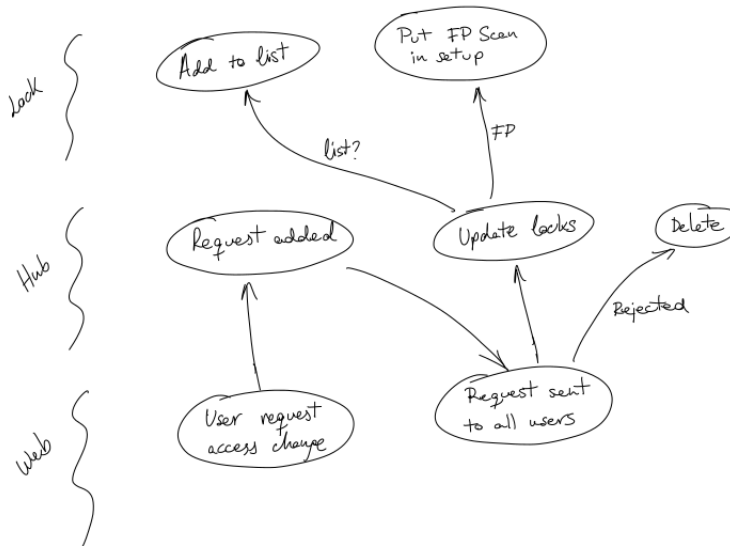 Lock
Add to list
Put FP Scan
in setup
list?
FP
Hub
Request added
Update locks
Delete
Rejected
Web
User request
access change
Request sent
to all users